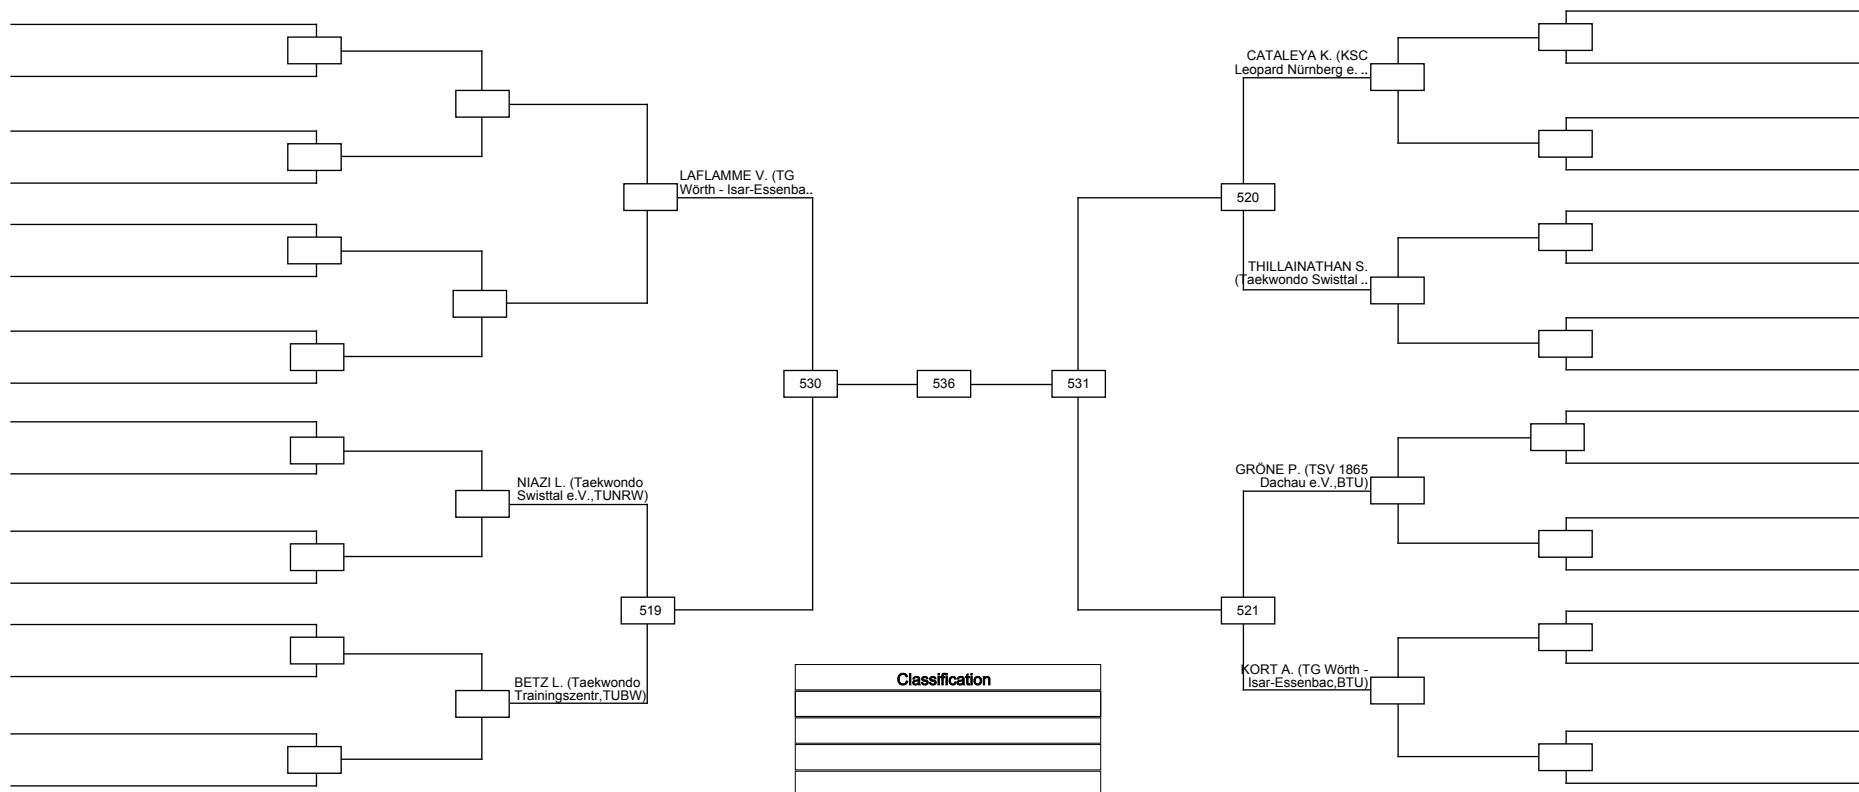 CATALEYA K. (KSC
Leopard Nürnberg e. ..
LAFLAMME V. (TG
Wörth - Isar-Essenba..
520
THILLAINATHAN S.
(Taekwondo Swisttal ..
530
536
531
NIAZI L. (Taekwondo
Swisttal e.V.,TUNRW)
GRÖNE P. (TSV 1865
Dachau e.V.,BTU)
519
521
BETZ L. (Taekwondo
Trainingszentr,TUBW)
Classification
KORT A. (TG Wörth -
Isar-Essenbac,BTU)